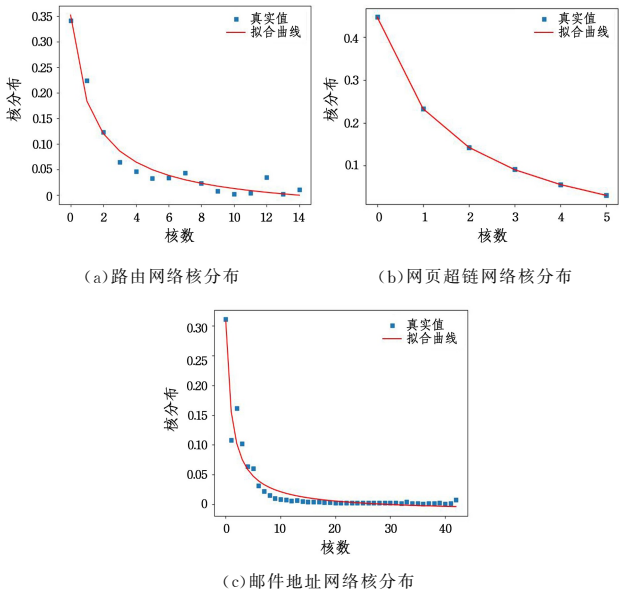 0.35
0.30
0.25
0.20
0.15
0.10
0.05
0
核分布
真实值
拟合曲线
0 2 4 6 8 10 12 14
核数
(a)路由网络核分布
0.4
0.3
0.2
0.1
核分布
真实值
拟合曲线
0 1 2 3 4 5
核数
(b)网页超链网络核分布
0.30
0.25
0.20
0.15
0.10
0.05
0
核分布
真实值
拟合曲线
0 10 20 30 40
核数
(c)邮件地址网络核分布